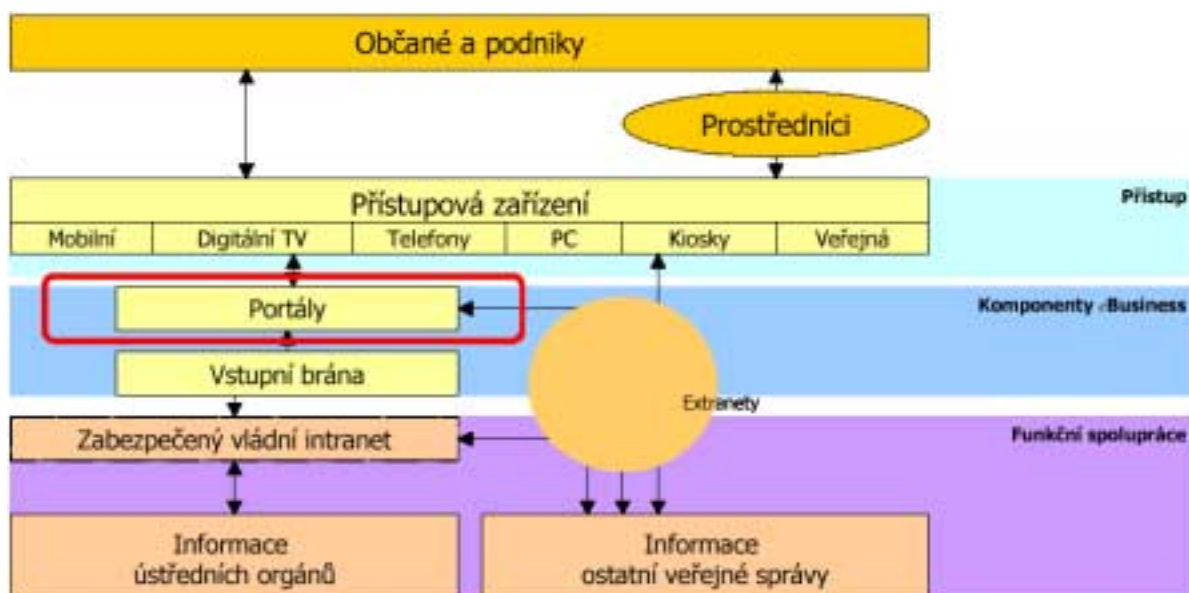 Občané a podniky
Prostředníci
Přístupová zařízení
Přístup
Mobilní
Digitální TV
Telefony
PC
Kiosky
Veřejná
Portály
Komponenty eBusiness
Vstupní brána
Extranety
Zabezpečený vládní intranet
Funkční spolupráce
Informace
ústředních orgánů
Informace
ostatní veřejné správy